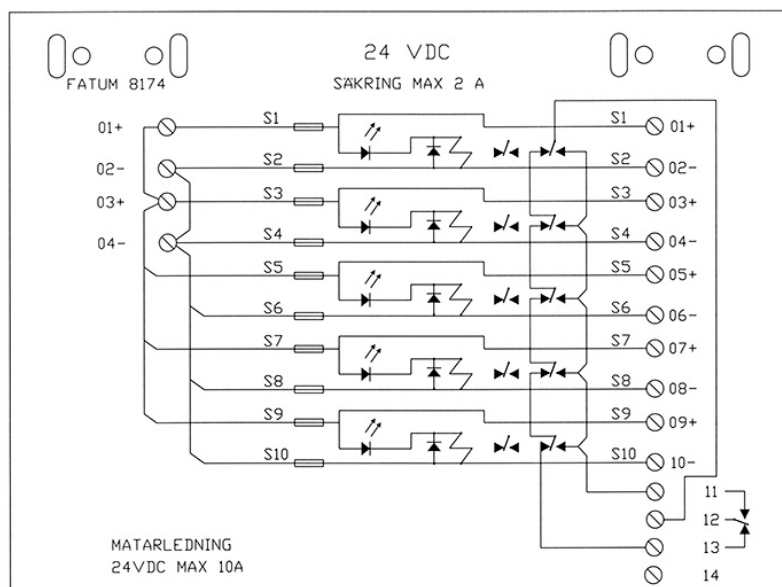 24 VDC
FATUM 8174
SÄKRING MAX 2 A
01+ S1 S1 01+
02- S2 S2 02-
03+ S3 S3 03+
04- S4 S4 04-
S5 S5 05+
S6 S6 06-
S7 S7 07+
S8 S8 08-
S9 S9 09+
S10 S10 10-
11
12
13
14
MATARLEDNING
24VDC MAX 10A